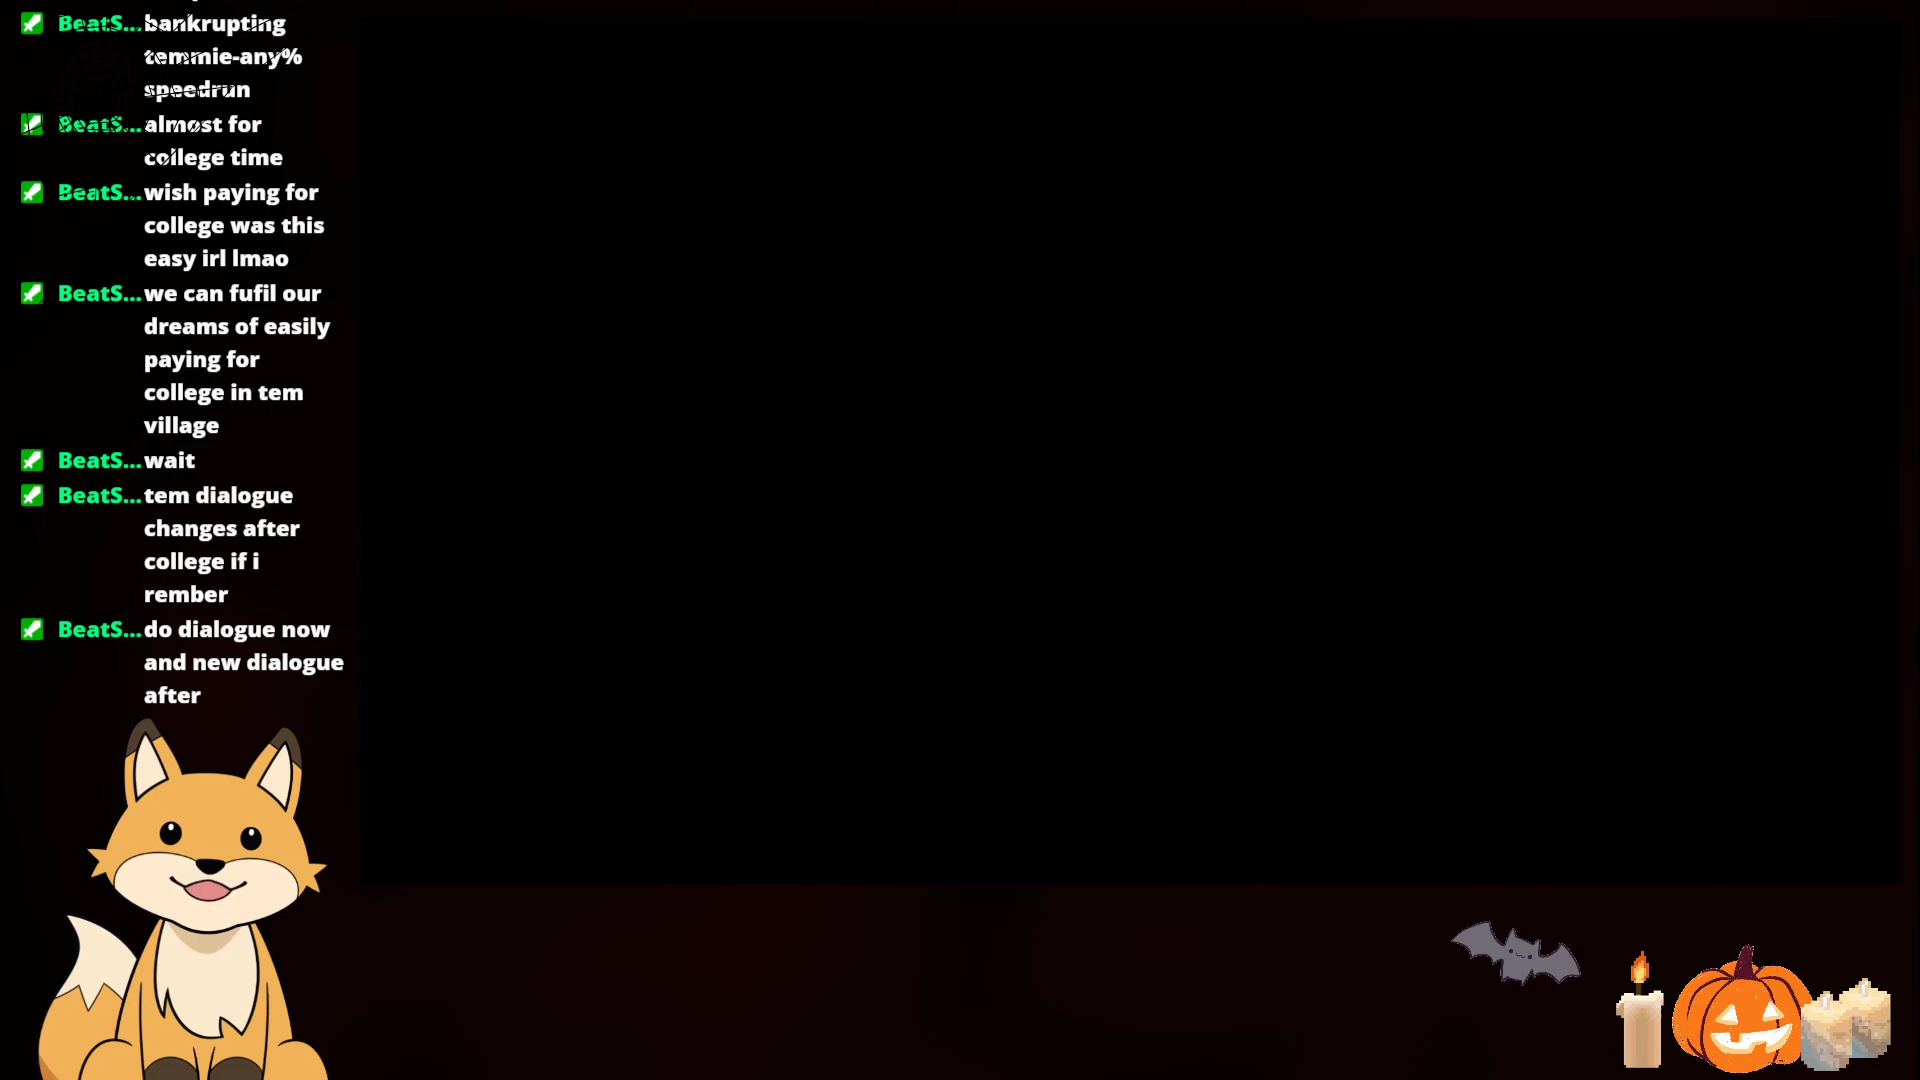 BeatS... bankrupting
temmie-any%
speedrun
BeatS... almost for
college time
BeatS... wish paying for
college was this
easy irl lmao
BeatS... we can fufil our
dreams of easily
paying for
college in tem
village
BeatS... wait
BeatS... tem dialogue
changes after
college if i
rember
BeatS... do dialogue now
and new dialogue
after